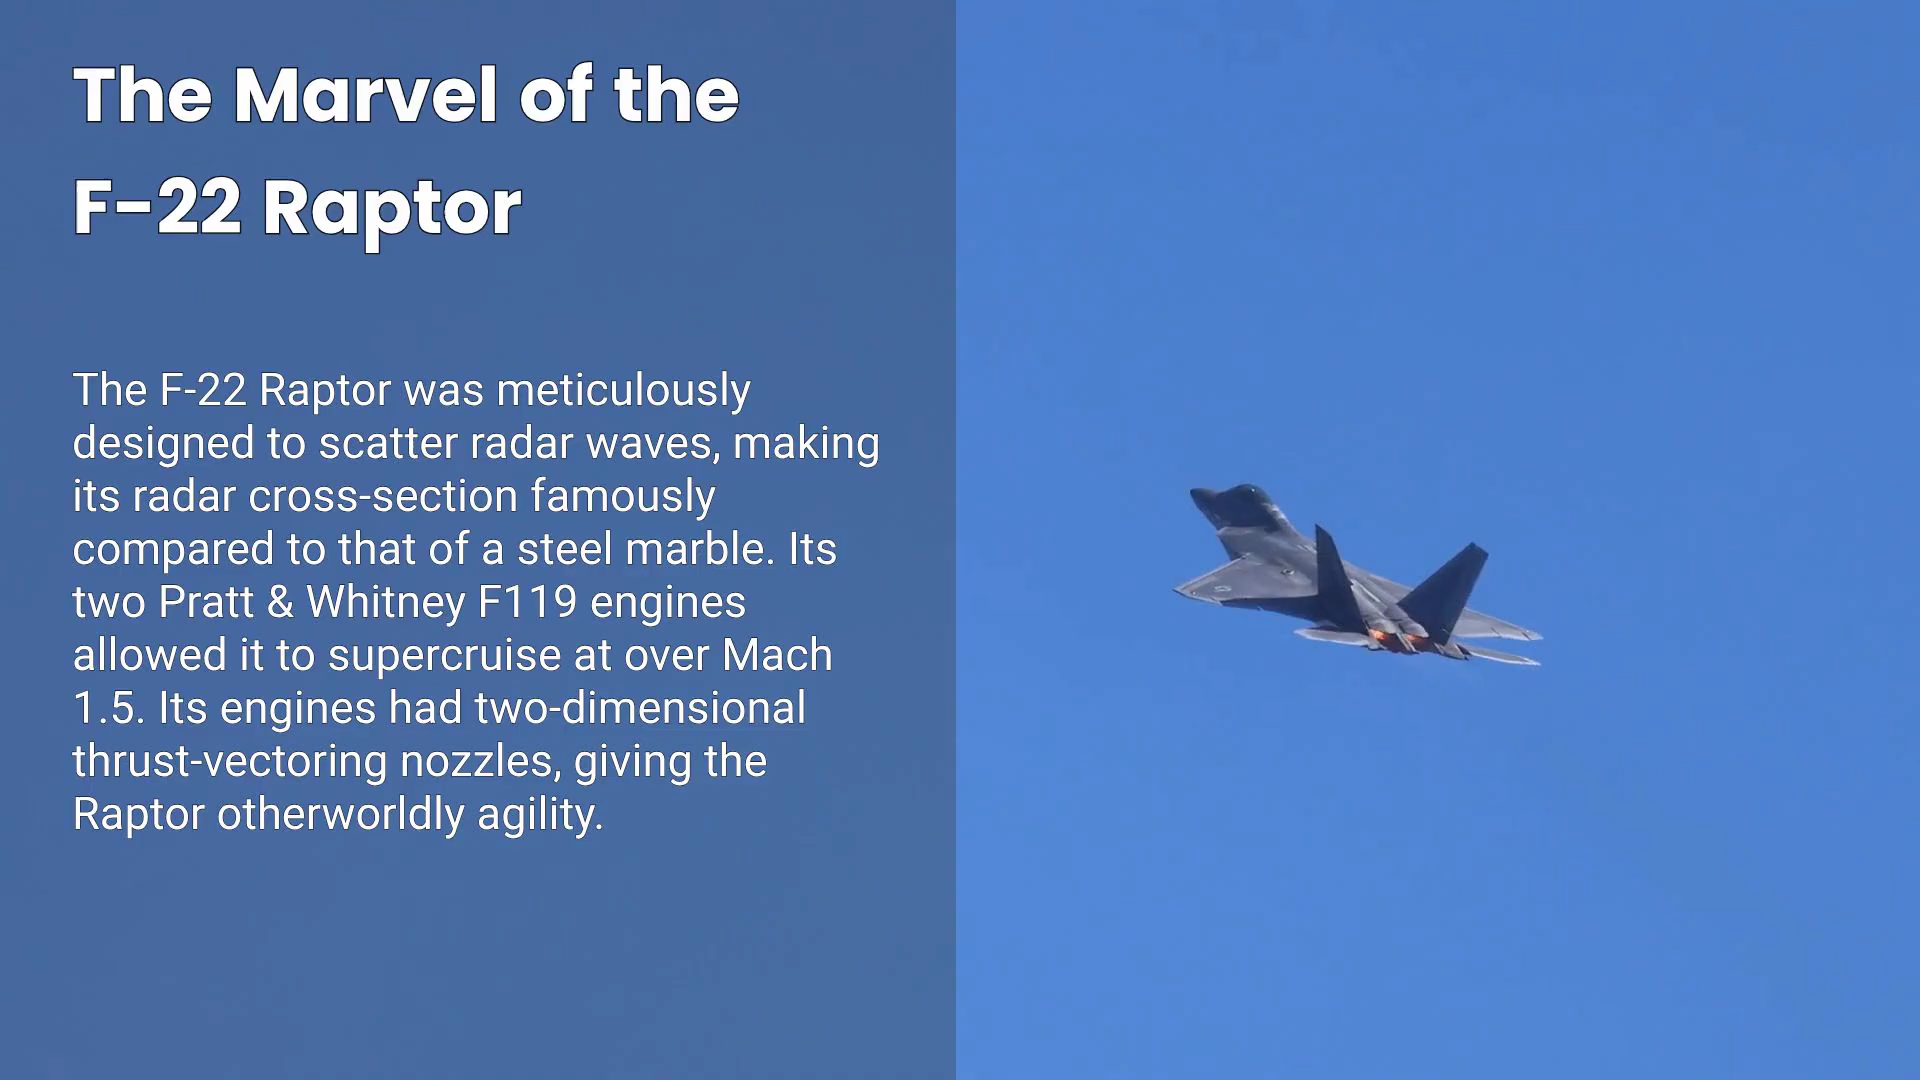 The Marvel of the
F-22 Raptor
The F-22 Raptor was meticulously
designed to scatter radar waves, making
its radar cross-section famously
compared to that of a steel marble. Its
two Pratt & Whitney F119 engines
allowed it to supercruise at over Mach
1.5. Its engines had two-dimensional
thrust-vectoring nozzles, giving the
Raptor otherworldly agility.